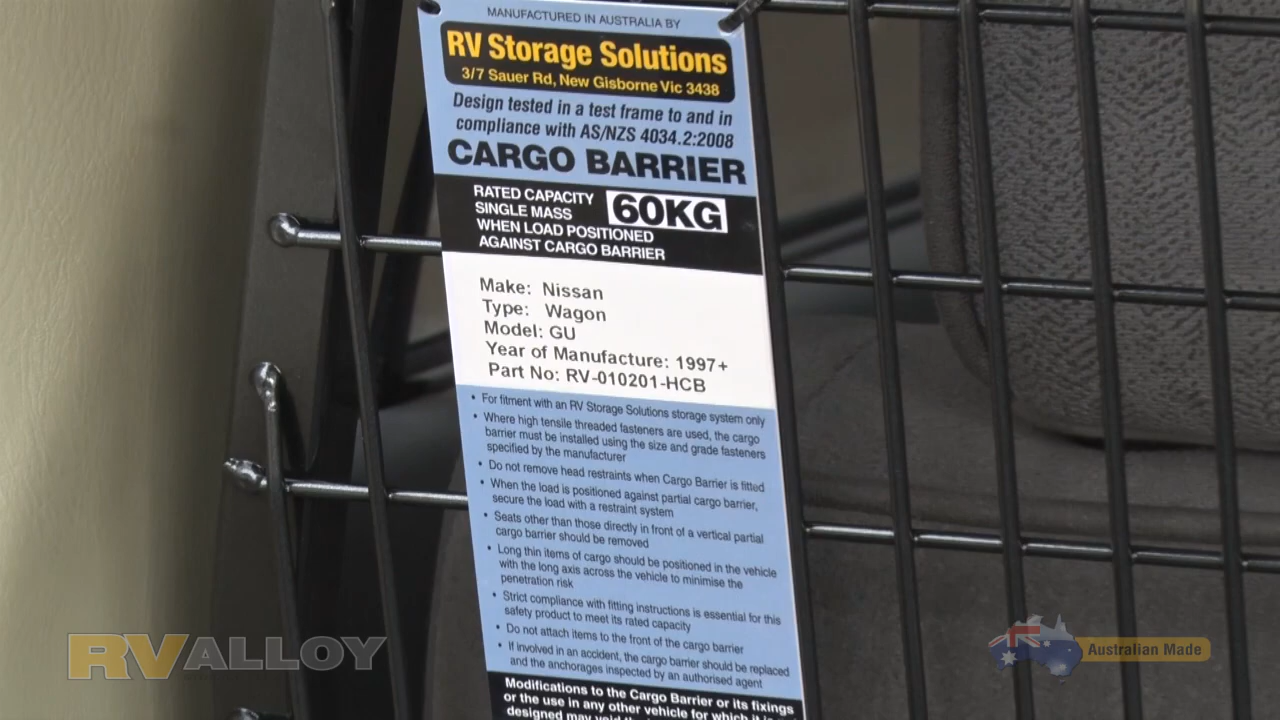 MANUFACTURED IN AUSTRALIA BY
RV Storage Solutions
3/7 Sauer Rd, New Gisborne Vic 3438
Design tested in a test frame to and in
compliance with AS/NZS 4034.2:2008
CARGO BARRIER
RATED CAPACITY
SINGLE MASS
60KG
WHEN LOAD POSITIONED
AGAINST CARGO BARRIER
Make: Nissan
Type: Wagon
Model: GU
Year of Manufacture: 1997+
Part No: RV-010201-HCB
• For fitment with an RV Storage Solutions storage system only
• Where high tensile threaded fasteners are used, the cargo
barrier must be installed using the size and grade fasteners
specified by the manufacturer
• Do not remove head restraints when Cargo Barrier is fitted
• When the load is positioned against partial cargo barrier,
secure the load with a restraint system
• Seats other than those directly in front of a vertical partial
cargo barrier should be removed
• Long thin items of cargo should be positioned in the vehicle
with the long axis across the vehicle to minimise the
penetration risk
• Strict compliance with fitting instructions is essential for this
safety product to meet its rated capacity
• Do not attach items to the front of the cargo barrier
• If involved in an accident, the cargo barrier should be replaced
and the anchorages inspected by an authorised agent
Modifications to the Cargo Barrier or its fixings
or the use in any other vehicle for which it
designed may void
RVALLOY
Australian Made